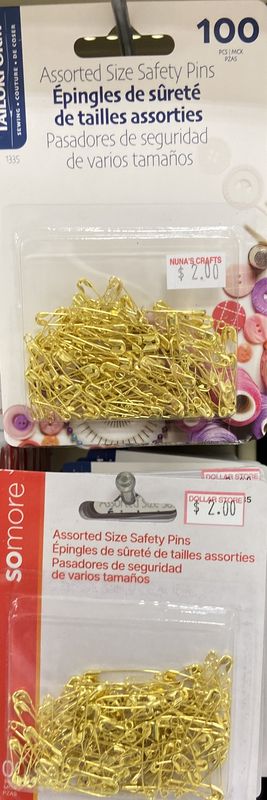 TAILORFORM
SEWING • COUTURE • DE COSER
1335
100
PCS | MCX
PZAS
Assorted Size Safety Pins
Épingles de sûreté
de tailles assorties
Pasadores de seguridad
de varios tamaños
NUNA'S CRAFTS
$ 2.00
DOLLAR STORE
DOLLAR STORE
$ 2.00
somore
Assorted Size Safety Pins
Épingles de sûreté de tailles assorties
Pasadores de seguridad
de varios tamaños